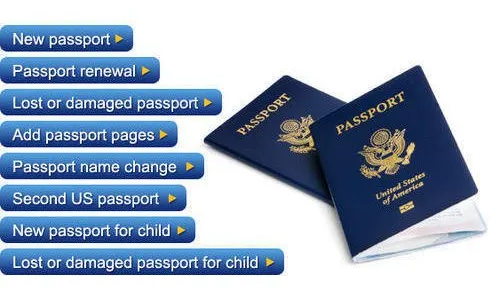 New passport
Passport renewal
Lost or damaged passport
Add passport pages
Passport name change
Second US passport
New passport for child
Lost or damaged passport for child
PASSPORT
PASSPORT
United States
of America